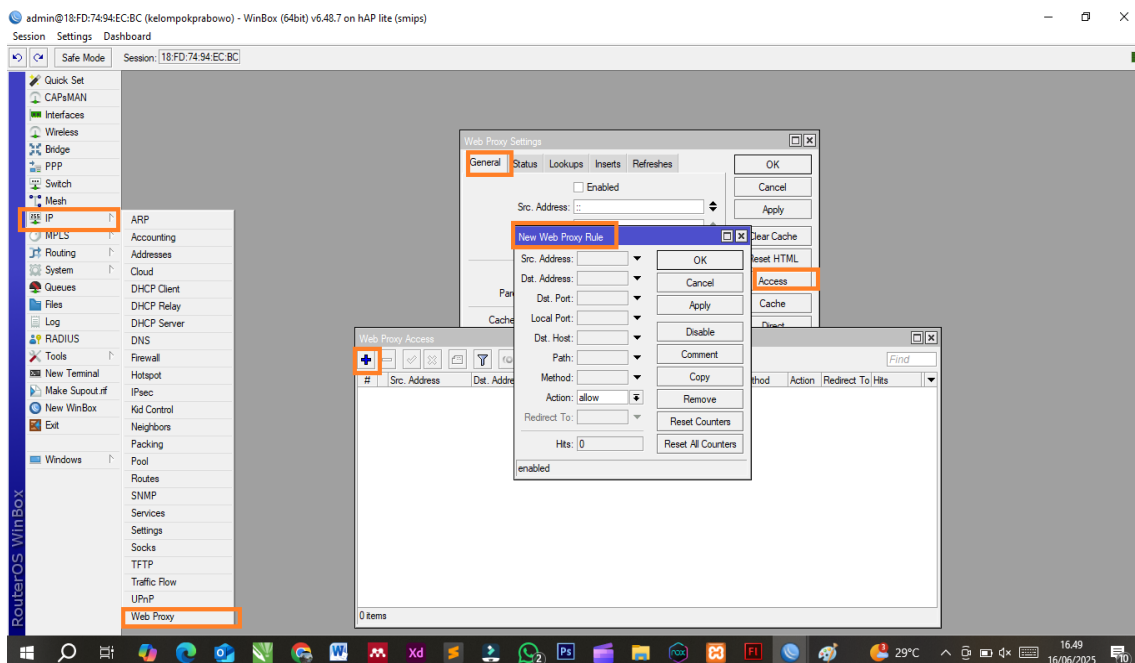 admin@18:FD:74:94:EC:BC (kelompokprabowo) - WinBox (64bit) v6.48.7 on hAP lite (smips)
Session Settings Dashboard
Safe Mode Session: 18:FD:74:94:EC:BC
Quick Set
CAPsMAN
Interfaces
Wireless
Bridge
PPP
Switch
Mesh
IP
MPLS
Routing
System
Queues
Files
Log
RADIUS
Tools
New Terminal
Make Supout.rif
New WinBox
Exit
Windows
RouterOS WinBox
ARP
Accounting
Addresses
Cloud
DHCP Client
DHCP Relay
DHCP Server
DNS
Firewall
Hotspot
IPsec
Kid Control
Neighbors
Packing
Pool
Routes
SNMP
Services
Settings
Socks
TFTP
Traffic Flow
UPnP
Web Proxy
Web Proxy Settings
General Status Lookups Inserts Refreshes
Enabled
Src. Address: ::
OK
Cancel
Apply
Clear Cache
Reset HTML
Access
Cache
Direct
New Web Proxy Rule
Src. Address:
Dst. Address:
Dst. Port:
Local Port:
Dst. Host:
Path:
Method:
Action: allow
Redirect To:
Hits: 0
enabled
OK
Cancel
Apply
Disable
Comment
Copy
Remove
Reset Counters
Reset All Counters
Web Proxy Access
Find
# Src. Address Dst. Addre
thod Action Redirect To Hits
0 items
29°C
16.49
16/06/2025